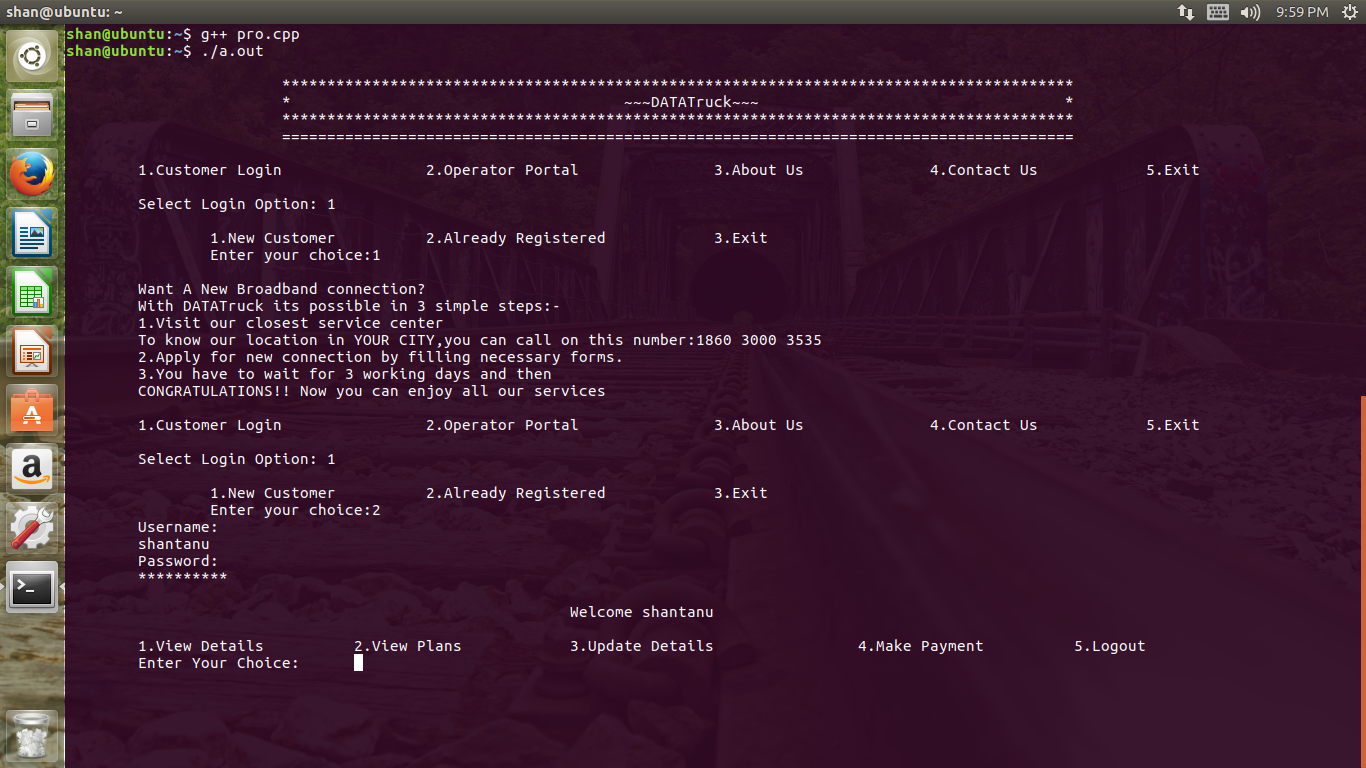 shan@ubuntu: ~
9:59 PM
shan@ubuntu:~$ g++ pro.cpp
shan@ubuntu:~$ ./a.out
****************************************************************************************
* ~~~DATATruck~~~ *
****************************************************************************************
========================================================================================
1.Customer Login 2.Operator Portal 3.About Us 4.Contact Us 5.Exit
Select Login Option: 1
1.New Customer 2.Already Registered 3.Exit
Enter your choice:1
Want A New Broadband connection?
With DATATruck its possible in 3 simple steps:-
1.Visit our closest service center
To know our location in YOUR CITY,you can call on this number:1860 3000 3535
2.Apply for new connection by filling necessary forms.
3.You have to wait for 3 working days and then
CONGRATULATIONS!! Now you can enjoy all our services
1.Customer Login 2.Operator Portal 3.About Us 4.Contact Us 5.Exit
Select Login Option: 1
1.New Customer 2.Already Registered 3.Exit
Enter your choice:2
Username:
shantanu
Password:
**********
Welcome shantanu
1.View Details 2.View Plans 3.Update Details 4.Make Payment 5.Logout
Enter Your Choice: